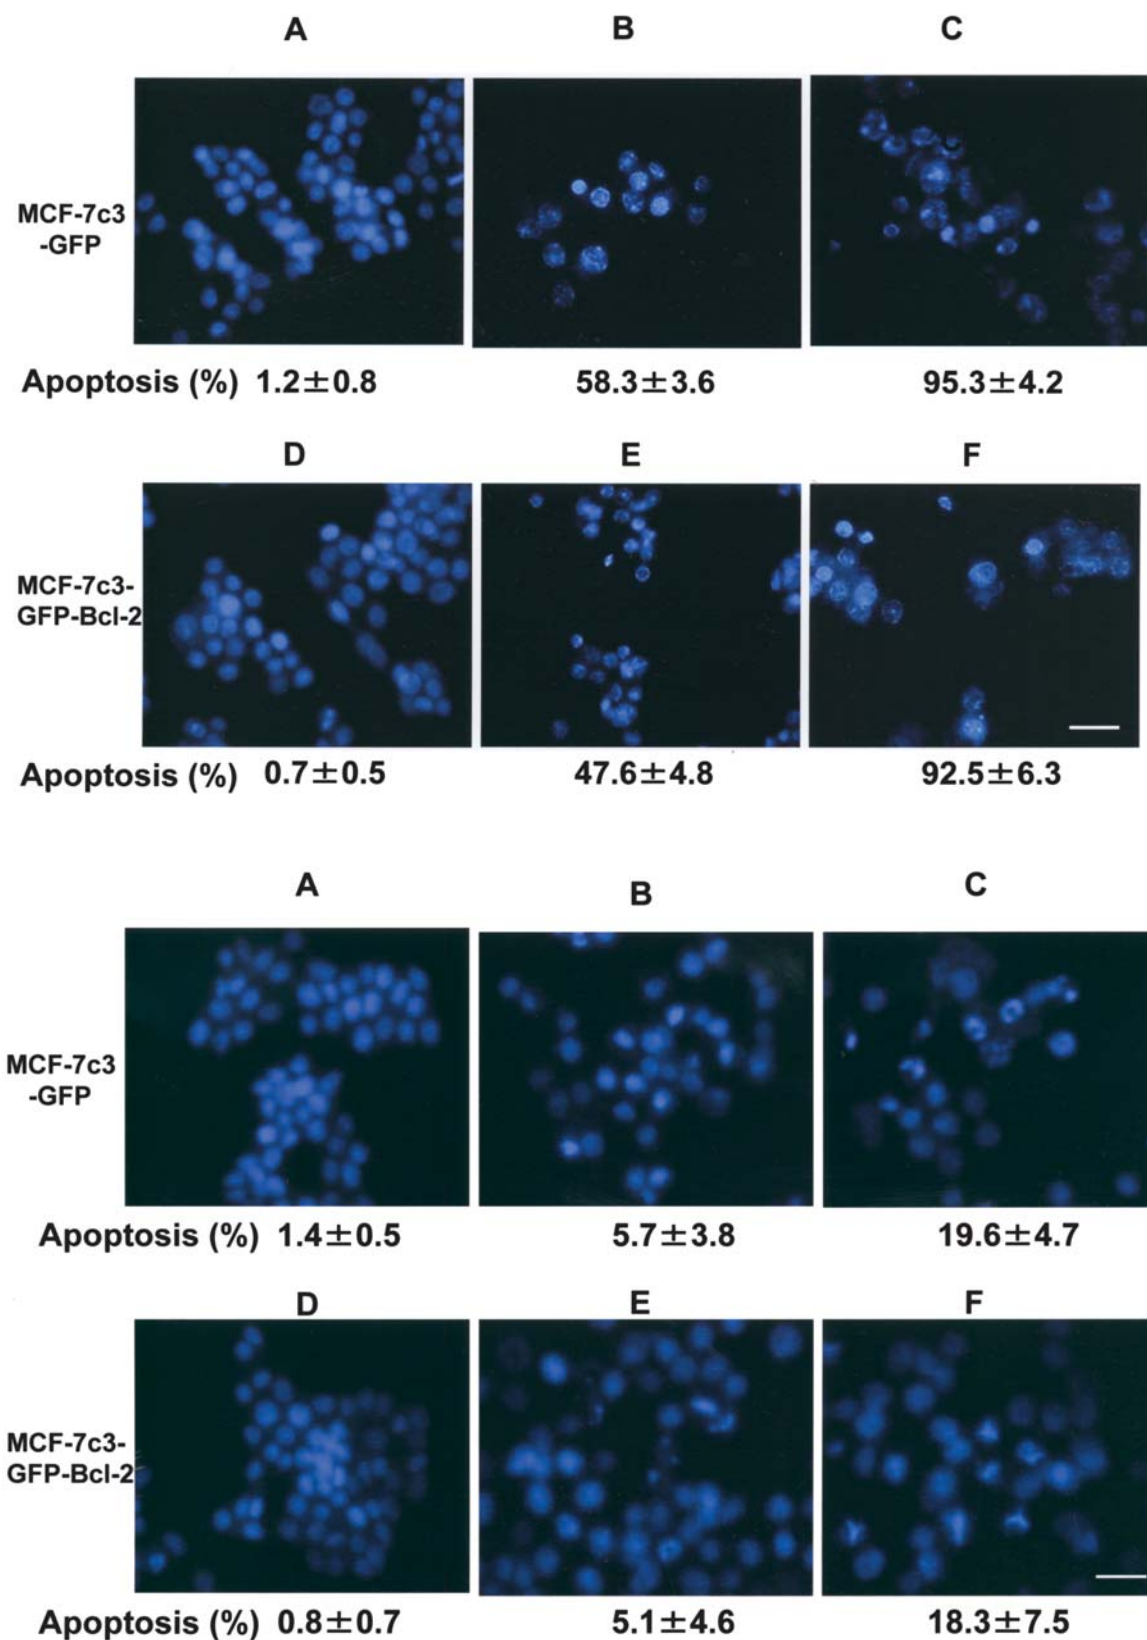 A B C
MCF-7c3
-GFP
Apoptosis (%) 1.2±0.8 58.3±3.6 95.3±4.2
D E F
MCF-7c3-
GFP-Bcl-2
Apoptosis (%) 0.7±0.5 47.6±4.8 92.5±6.3
A B C
MCF-7c3
-GFP
Apoptosis (%) 1.4±0.5 5.7±3.8 19.6±4.7
D E F
MCF-7c3-
GFP-Bcl-2
Apoptosis (%) 0.8±0.7 5.1±4.6 18.3±7.5